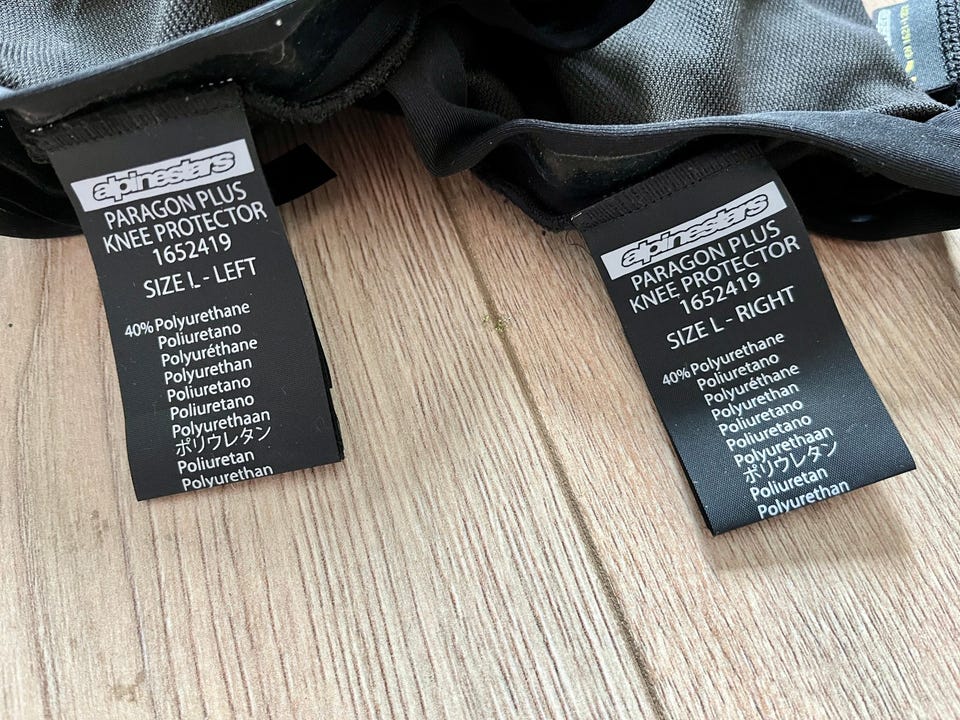 alpinestars
PARAGON PLUS
KNEE PROTECTOR
1652419
SIZE L - LEFT
40% Polyurethane
Poliuretano
Polyuréthane
Polyurethan
Poliuretano
Poliuretano
Polyurethaan
ポリウレタン
Poliuretan
Polyurethan
alpinestars
PARAGON PLUS
KNEE PROTECTOR
1652419
SIZE L - RIGHT
40% Polyurethane
Poliuretano
Polyuréthane
Polyurethan
Poliuretano
Poliuretano
Polyurethaan
ポリウレタン
Poliuretan
Polyurethan